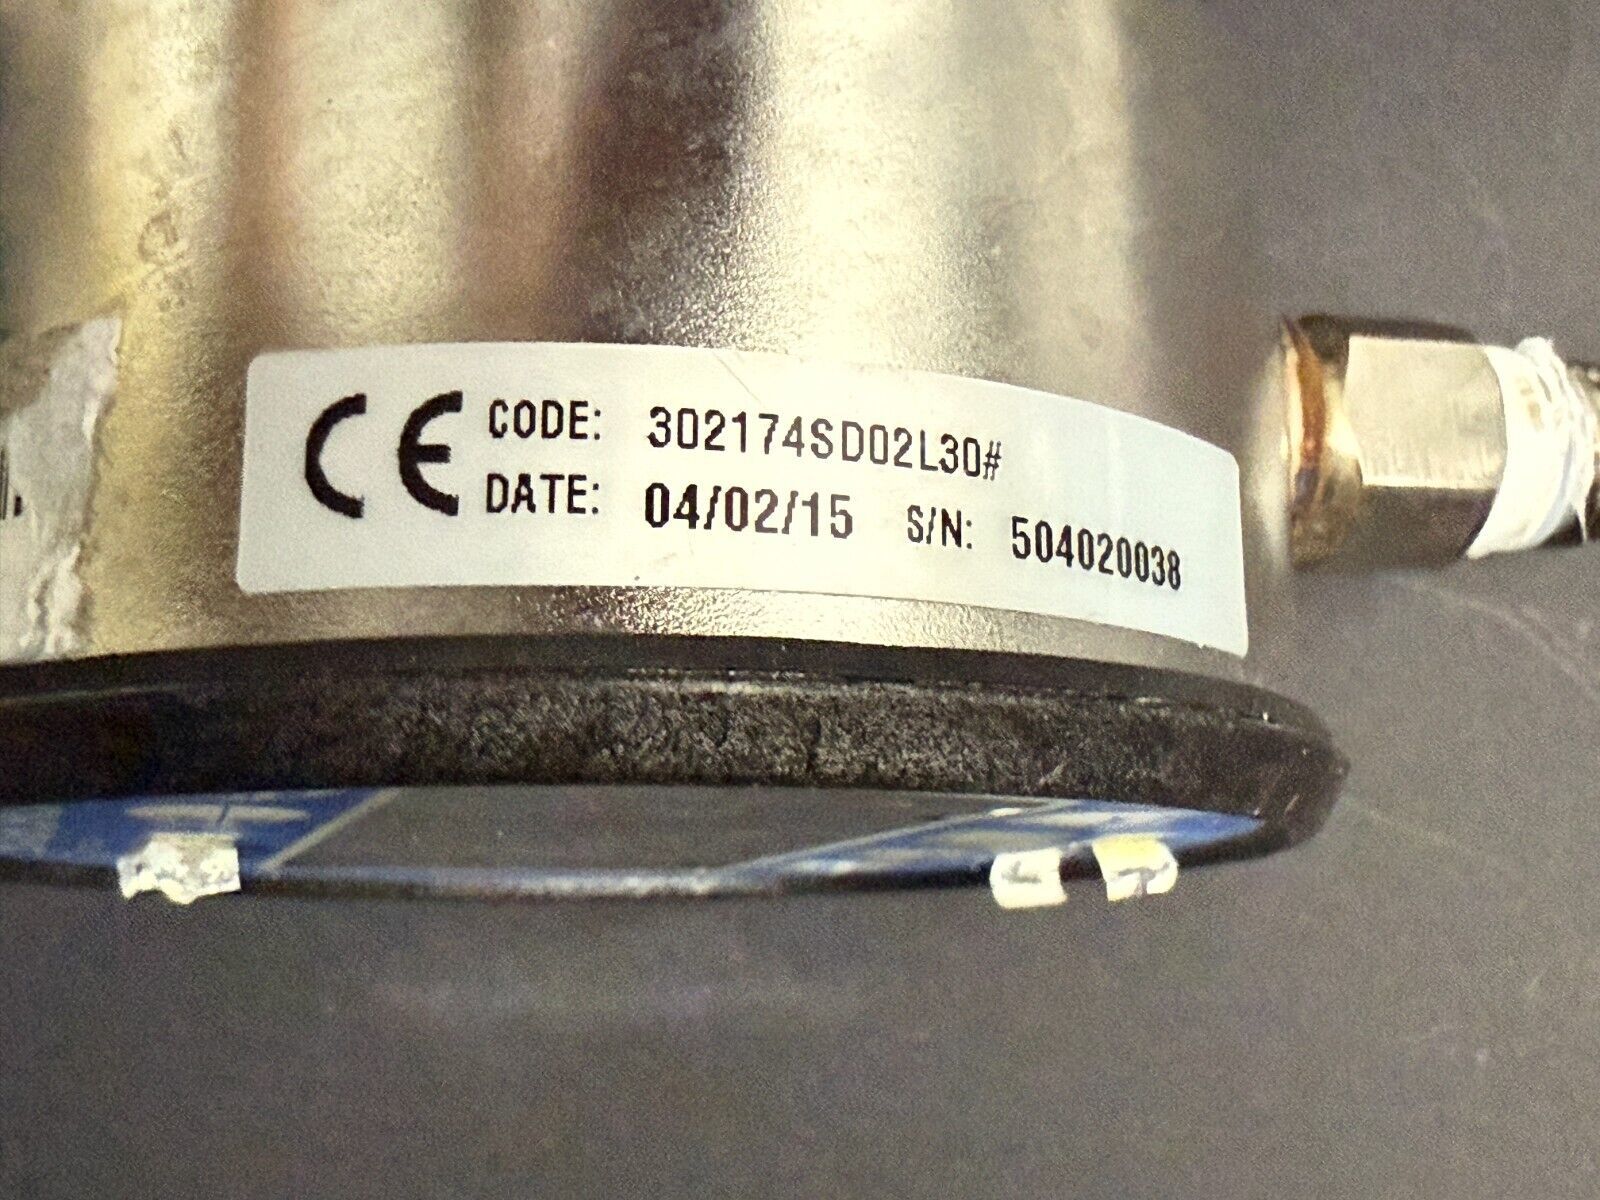 CE CODE: 302174SD02L30#
DATE: 04/02/15 S/N: 504020038